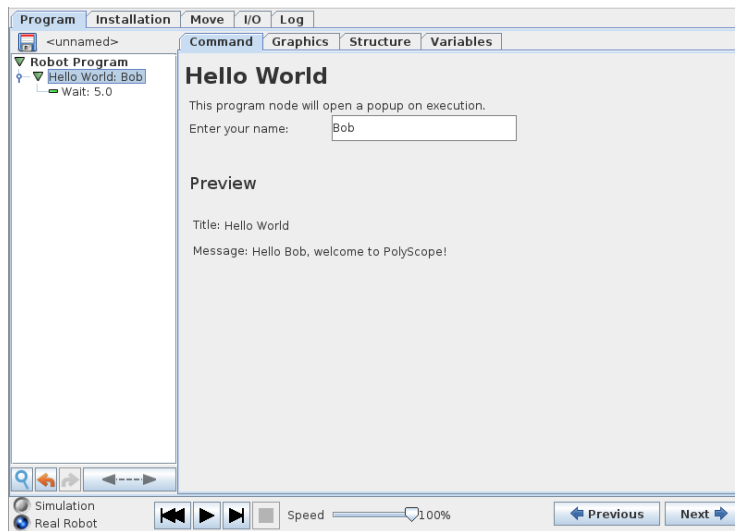 Program Installation Move I/O Log
<unnamed> Command Graphics Structure Variables
Robot Program
Hello World: Bob
Wait: 5.0
Hello World
This program node will open a popup on execution.
Enter your name: Bob
Preview
Title: Hello World
Message: Hello Bob, welcome to PolyScope!
Simulation
Real Robot
Speed 100%
Previous Next